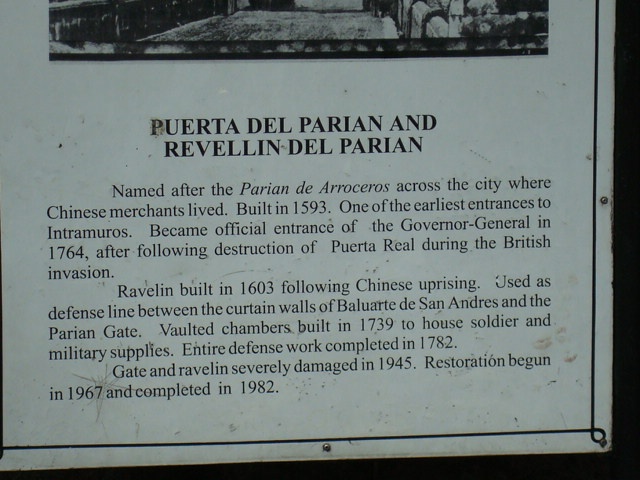 PUERTA DEL PARIAN AND
REVELLIN DEL PARIAN
Named after the Parian de Arroceros across the city where
Chinese merchants lived. Built in 1593. One of the earliest entrances to
Intramuros. Became official entrance of the Governor-General in
1764, after following destruction of Puerta Real during the British
invasion.
Ravelin built in 1603 following Chinese uprising. Used as
defense line between the curtain walls of Baluarte de San Andres and the
Parian Gate. Vaulted chambers built in 1739 to house soldier and
military supplies. Entire defense work completed in 1782.
Gate and ravelin severely damaged in 1945. Restoration begun
in 1967 and completed in 1982.